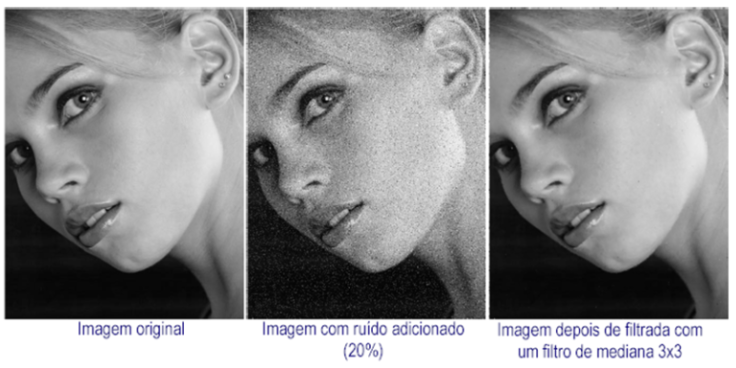 Imagem original
Imagem com ruído adicionado
(20%)
Imagem depois de filtrada com
um filtro de mediana 3x3